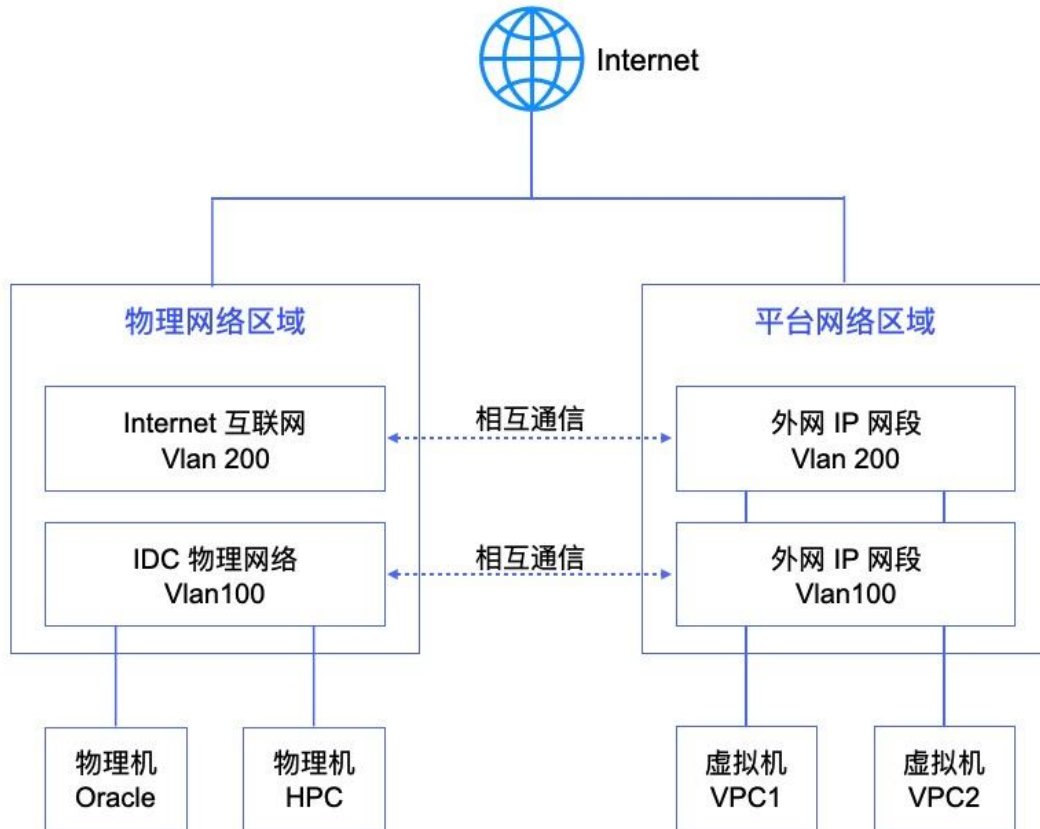 Internet
物理网络区域
平台网络区域
Internet 互联网
Vlan 200
相互通信
外网 IP 网段
Vlan 200
IDC 物理网络
Vlan100
相互通信
外网 IP 网段
Vlan100
物理机
Oracle
物理机
HPC
虚拟机
VPC1
虚拟机
VPC2